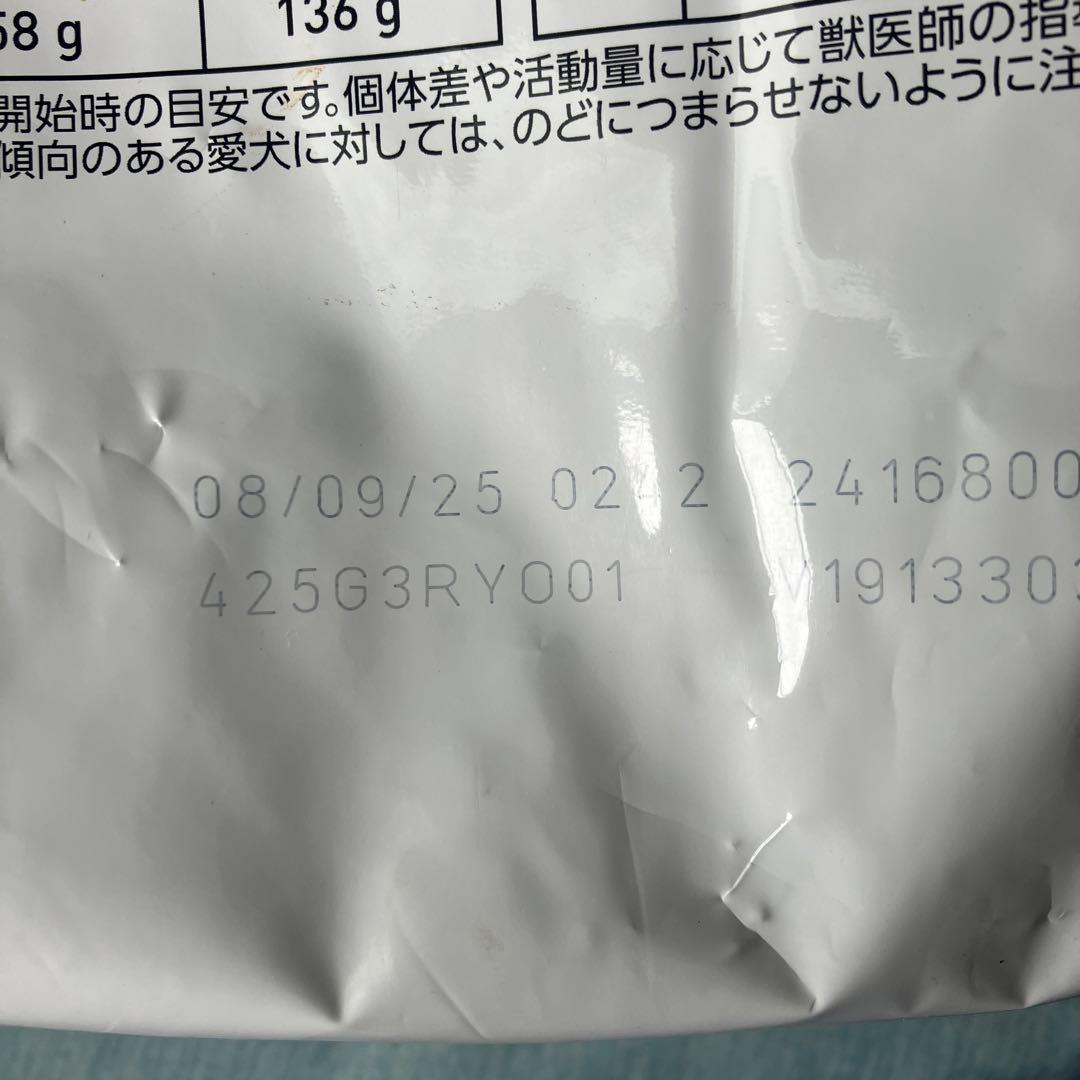 58 g 136 g
開始時の目安です。個体差や活動量に応じて獣医師の指
傾向のある愛犬に対しては、のどにつまらせないように注
08/09/25 2416800
425G3RY001 V1913303